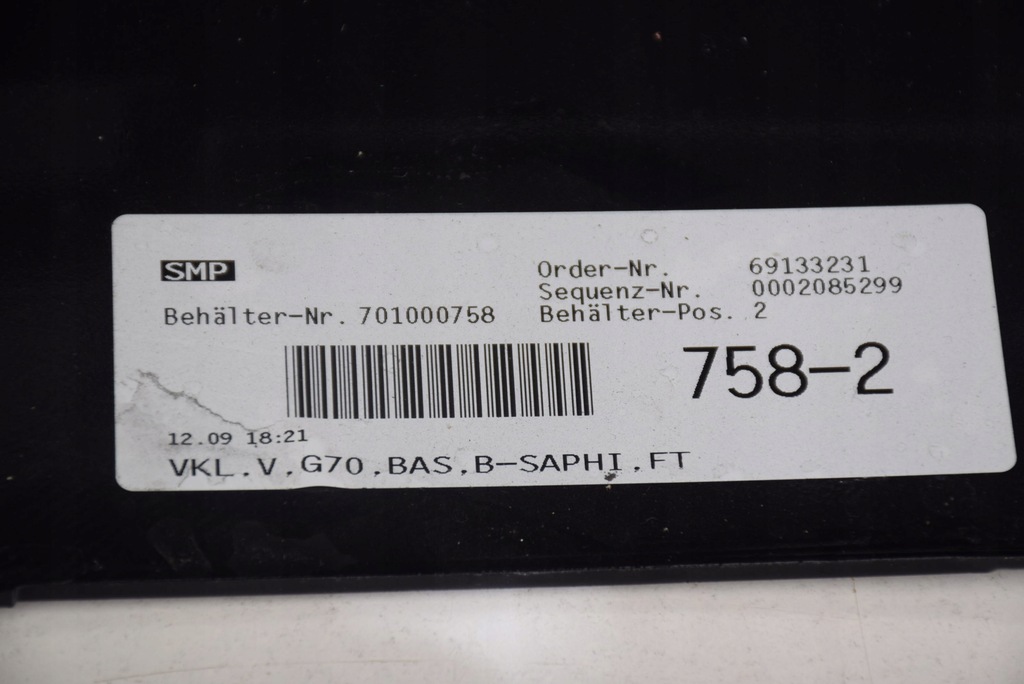 SMP
Order-Nr. 69133231
Sequenz-Nr. 0002085299
Behälter-Nr. 701000758 Behälter-Pos. 2
758-2
12.09 18:21
VKL.V,G70,BAS,B-SAPHI,FT